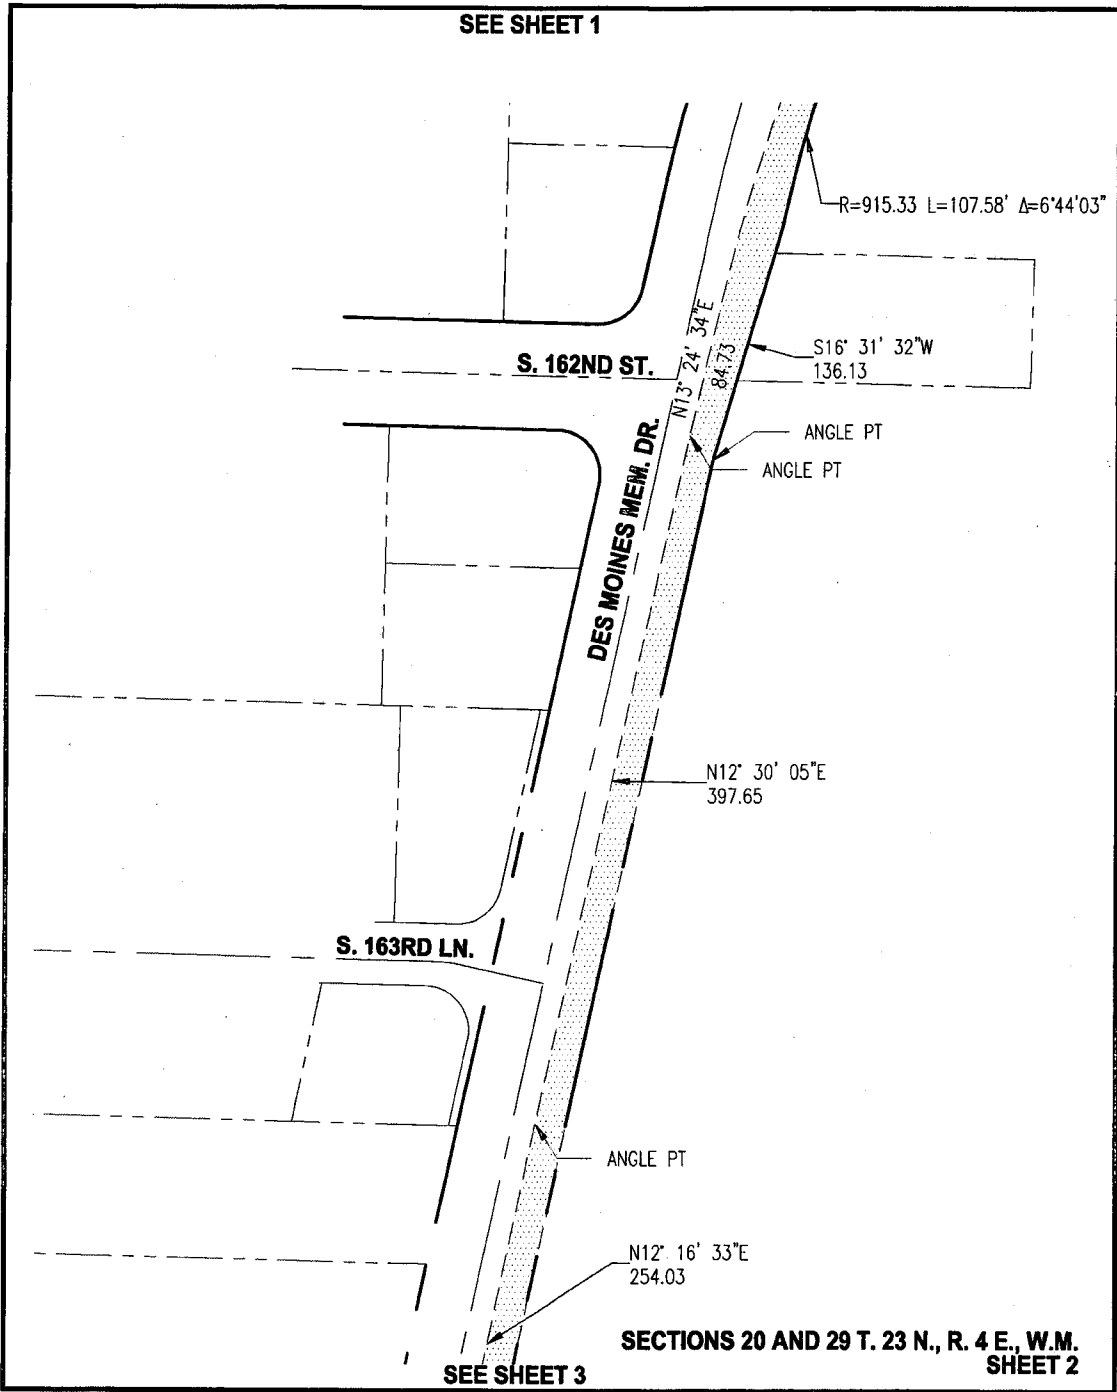 SEE SHEET 1
R=915.33 L=107.58' Δ=6°44'03"
S. 162ND ST.
N13° 24' 34"E
84.73
S16° 31' 32"W
136.13
ANGLE PT
ANGLE PT
DES MOINES MEM. DR.
N12° 30' 05"E
397.65
S. 163RD LN.
ANGLE PT
N12° 16' 33"E
254.03
SECTIONS 20 AND 29 T. 23 N., R. 4 E., W.M.
SHEET 2
SEE SHEET 3